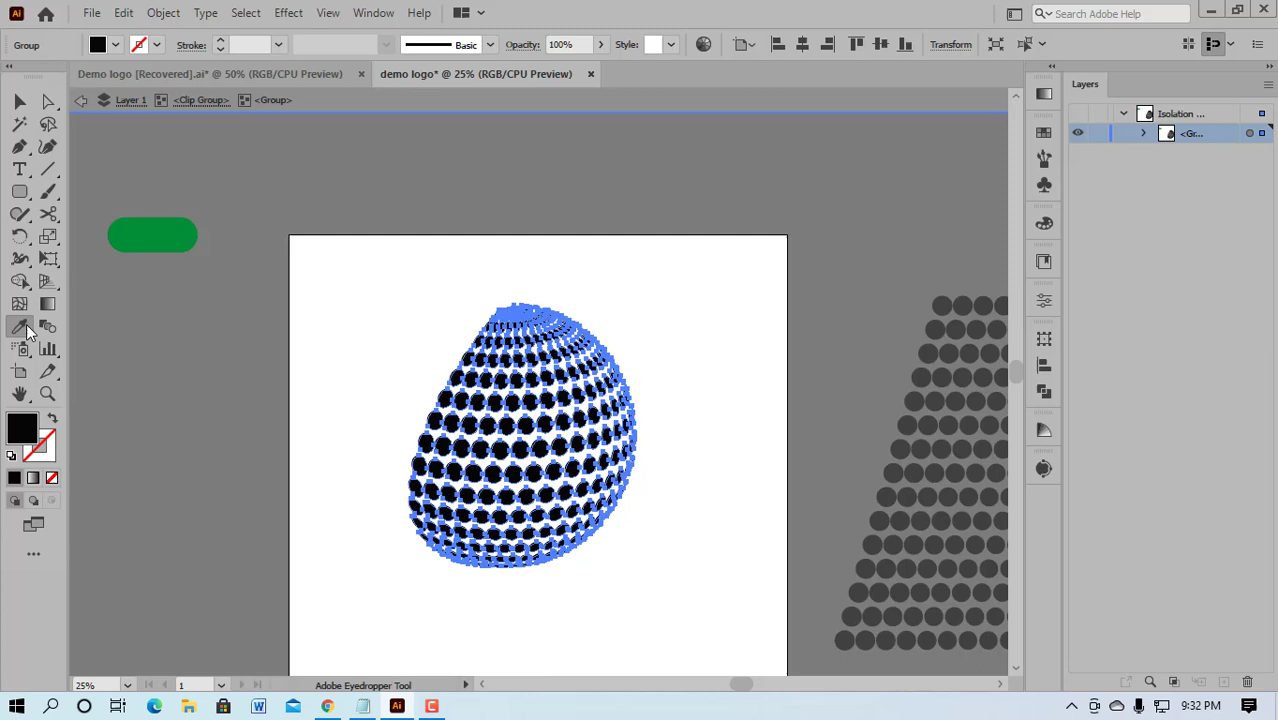 Ai File Edit Object Type Select Effect View Window Help Search Adobe Help
Group Stroke: Basic Opacity: 100% Style: Transform
Demo logo [Recovered].ai* @ 50% (RGB/CPU Preview) × demo logo* @ 25% (RGB/CPU Preview) ×
Layer 1 <Clip Group> <Group>
Layers
Isolation ...
<Gr...
T
25% 1 Adobe Eyedropper Tool
W Ai C 9:32 PM